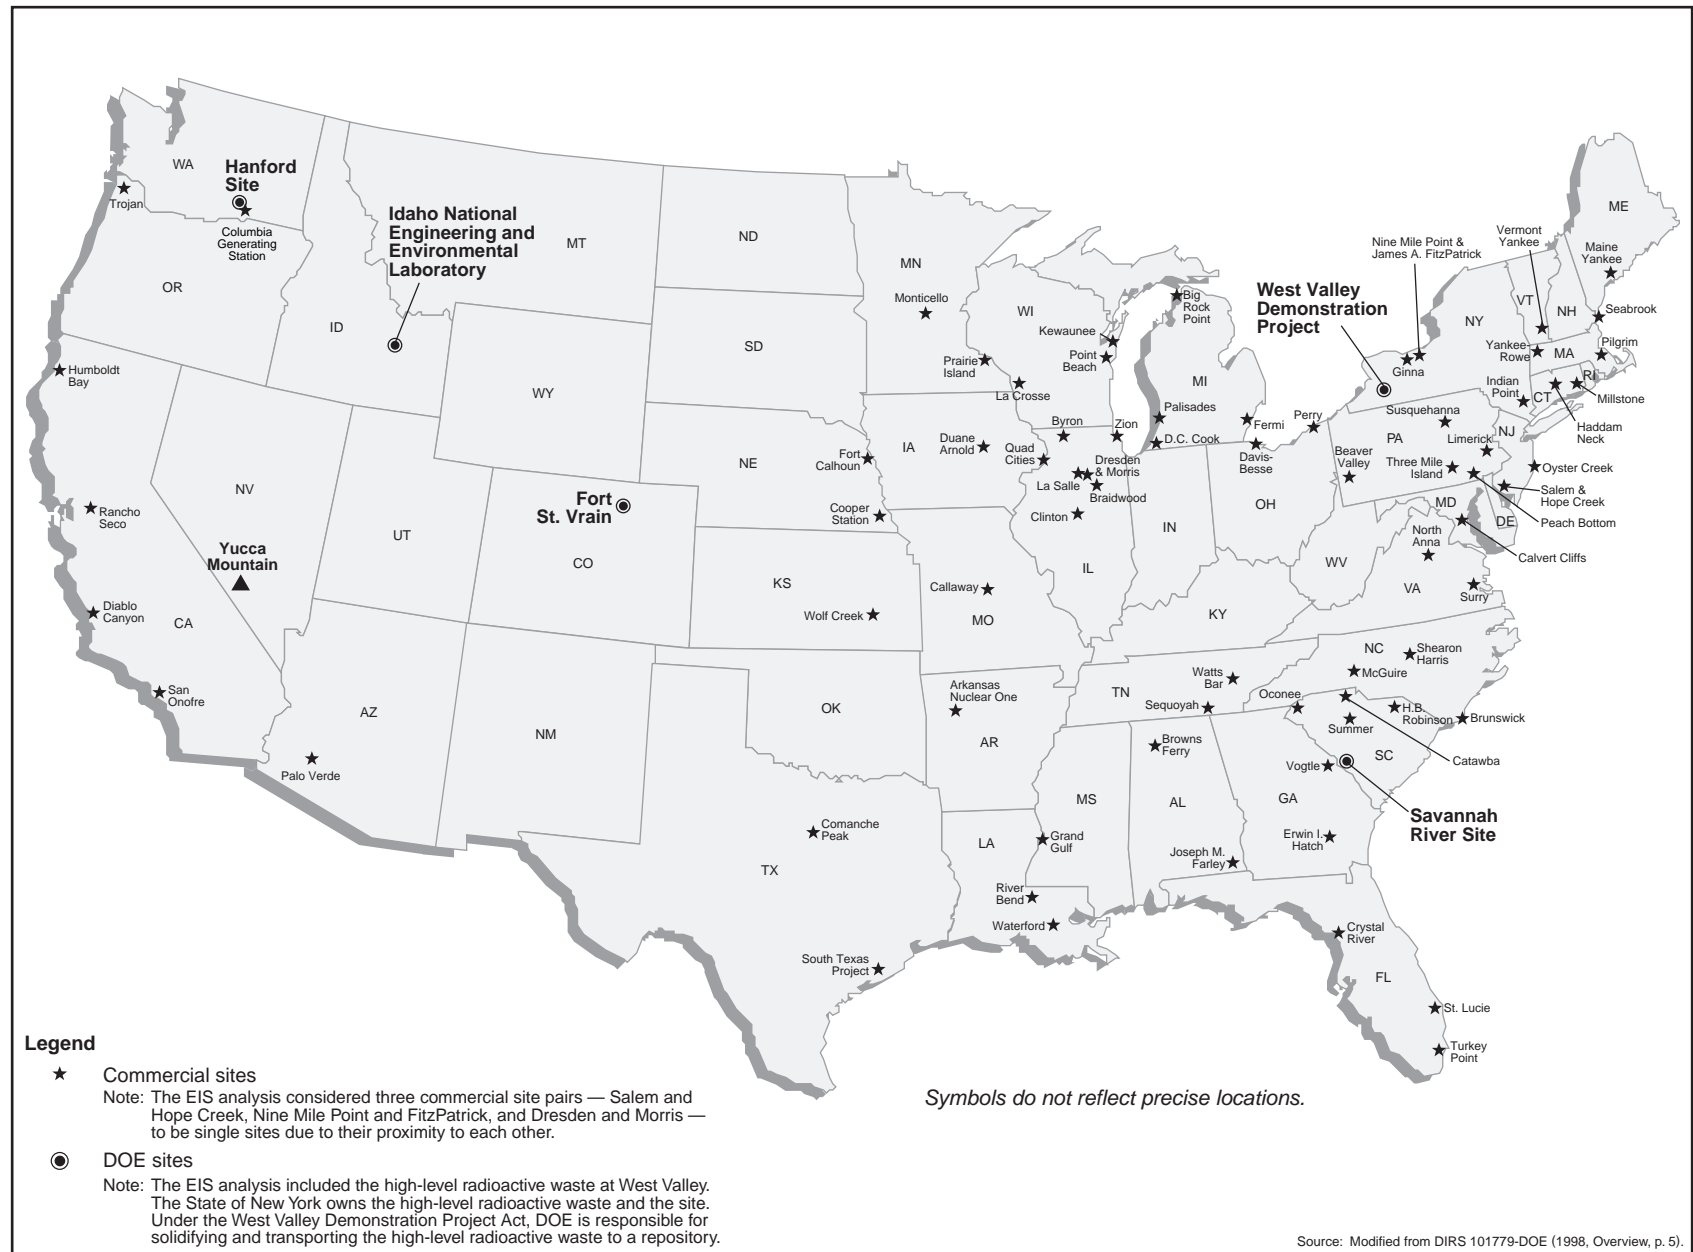 WA
Hanford
Site
Trojan
Columbia
Generating
Station
Idaho National
Engineering and
Environmental
Laboratory
MT
ND
OR
ID
MN
Monticello
WI
SD
WY
Humboldt
Bay
Kewaunee
Point
Beach
Prairie
Island
La Crosse
Big
Rock
Point
MI
Palisades
D.C. Cook
Fermi
Davis-
Besse
Perry
West Valley
Demonstration
Project
Nine Mile Point &
James A. FitzPatrick
Vermont
Yankee
ME
Maine
Yankee
VT
NH
NY
Seabrook
Ginna
Yankee-
Rowe
MA
Pilgrim
RI
Indian
Point
CT
Millstone
Haddam
Neck
Susquehanna
PA
NJ
Limerick
Beaver
Valley
Three Mile
Island
Oyster Creek
Salem &
Hope Creek
MD
DE
Peach Bottom
Calvert Cliffs
North
Anna
WV
VA
Surry
OH
IN
Byron
Zion
IA
Duane
Arnold
Quad
Cities
Dresden
& Morris
La Salle
Braidwood
Clinton
IL
NE
Fort
Calhoun
Cooper
Station
NV
Rancho
Seco
Yucca
Mountain
UT
Fort
St. Vrain
CO
KS
Wolf Creek
Callaway
MO
KY
Diablo
Canyon
CA
San
Onofre
AZ
Palo Verde
NM
OK
Arkansas
Nuclear One
AR
TN
Watts
Bar
Sequoyah
NC
Shearon
Harris
McGuire
Oconee
H.B.
Robinson
Brunswick
Summer
SC
Catawba
Browns
Ferry
Vogtle
Savannah
River Site
MS
AL
GA
Erwin I.
Hatch
Joseph M.
Farley
Comanche
Peak
TX
LA
Grand
Gulf
River
Bend
Waterford
South Texas
Project
Crystal
River
FL
St. Lucie
Turkey
Point
Legend
Commercial sites
Note: The EIS analysis considered three commercial site pairs — Salem and
Hope Creek, Nine Mile Point and FitzPatrick, and Dresden and Morris —
to be single sites due to their proximity to each other.
DOE sites
Note: The EIS analysis included the high-level radioactive waste at West Valley.
The State of New York owns the high-level radioactive waste and the site.
Under the West Valley Demonstration Project Act, DOE is responsible for
solidifying and transporting the high-level radioactive waste to a repository.
Symbols do not reflect precise locations.
Source: Modified from DIRS 101779-DOE (1998, Overview, p. 5).